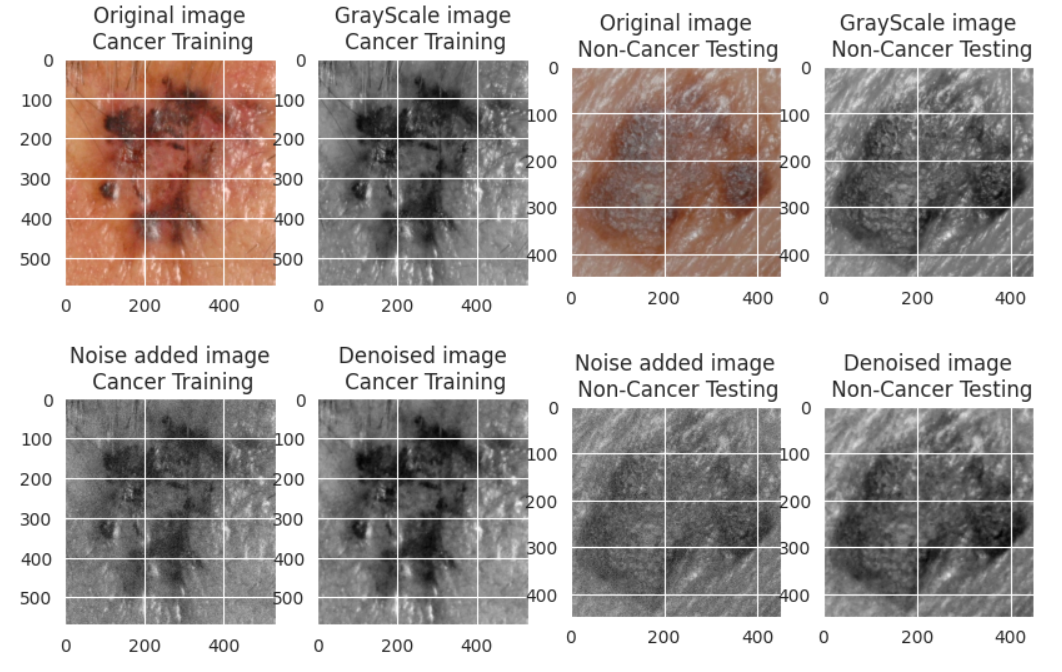 Original image
Cancer Training
0
100
200
300
400
500
0 200 400
GrayScale image
Cancer Training
0
100
200
300
400
500
0 200 400
Original image
Non-Cancer Testing
0
100
200
300
400
0 200 400
GrayScale image
Non-Cancer Testing
0
100
200
300
400
0 200 400
Noise added image
Cancer Training
0
100
200
300
400
500
0 200 400
Denoised image
Cancer Training
0
100
200
300
400
500
0 200 400
Noise added image
Non-Cancer Testing
0
100
200
300
400
0 200 400
Denoised image
Non-Cancer Testing
0
100
200
300
400
0 200 400